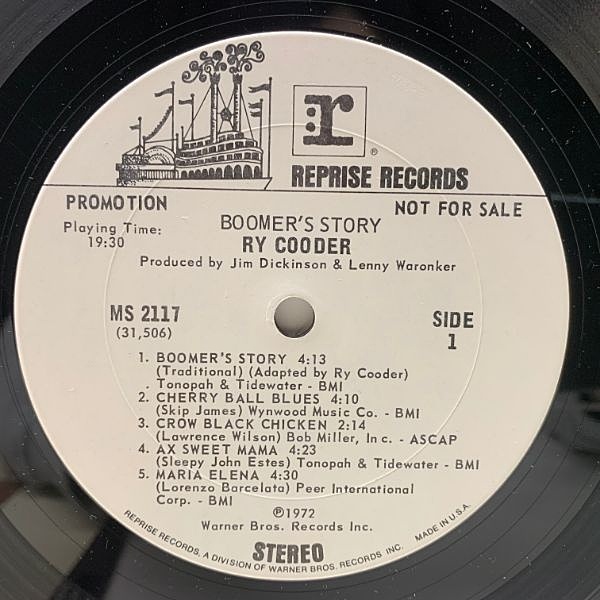 r
®
REPRISE RECORDS
PROMOTION
NOT FOR SALE
Playing Time:
19:30
BOOMER'S STORY
RY COODER
Produced by Jim Dickinson & Lenny Waronker
MS 2117
(31,506)
SIDE
1
1. BOOMER'S STORY 4:13
(Traditional) (Adapted by Ry Cooder)
Tonopah & Tidewater - BMI
2. CHERRY BALL BLUES 4:10
(Skip James) Wynwood Music Co. - BMI
3. CROW BLACK CHICKEN 2:14
(Lawrence Wilson) Bob Miller, Inc. - ASCAP
4. AX SWEET MAMA 4:23
(Sleepy John Estes) Tonopah & Tidewater - BMI
5. MARIA ELENA 4:30
(Lorenzo Barcelata) Peer International
Corp. - BMI
℗1972
Warner Bros. Records Inc.
STEREO
REPRISE RECORDS, A DIVISION OF WARNER BROS. RECORDS INC. MADE IN U.S.A.